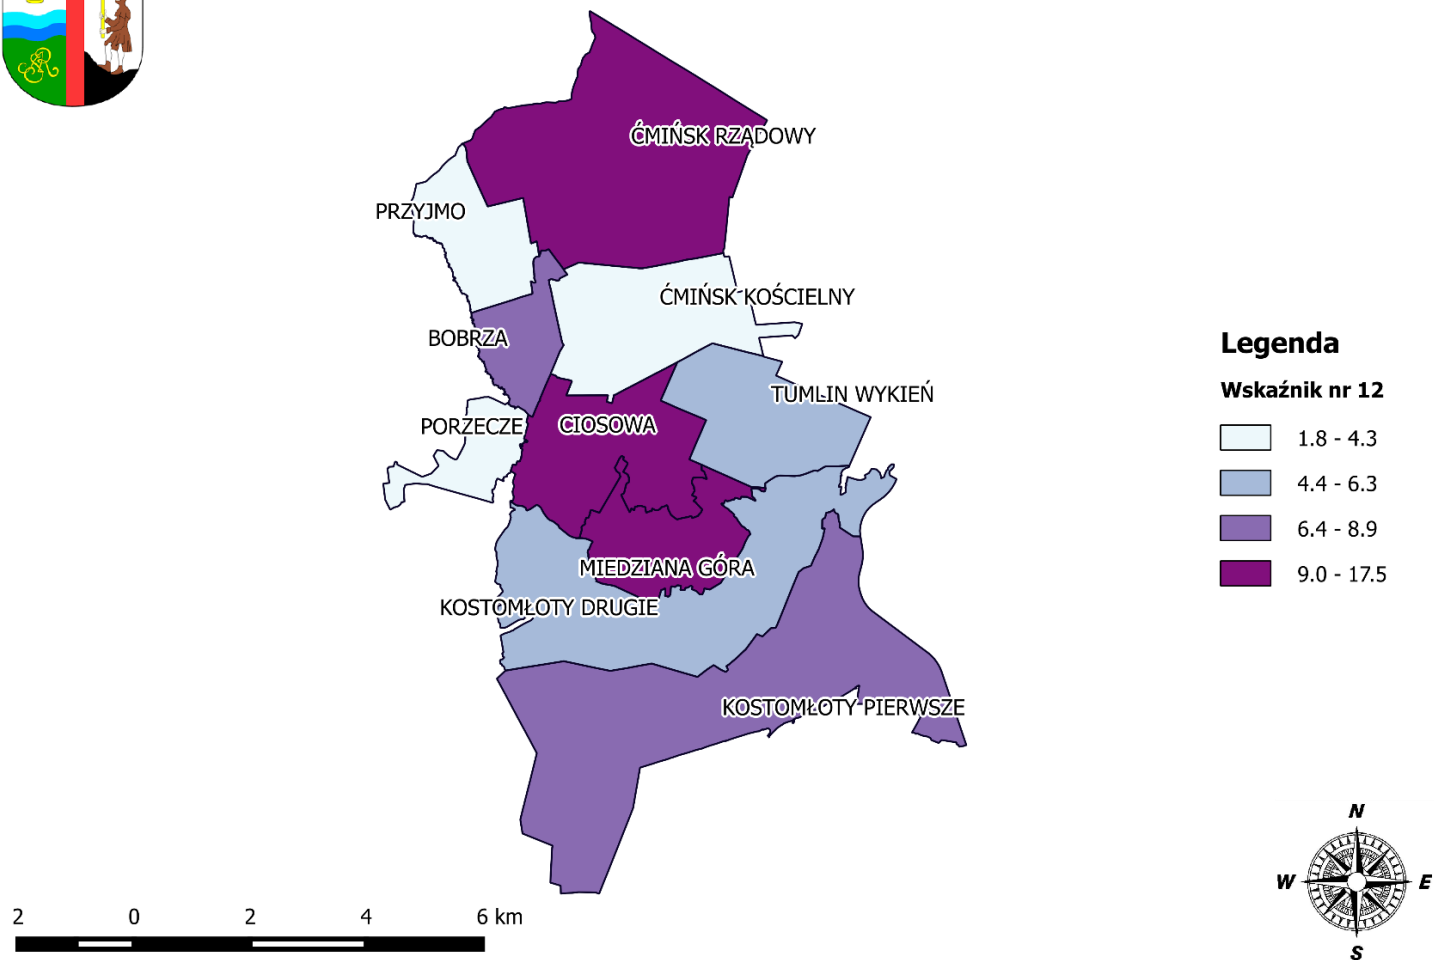 ĆMIŃSK RZĄDOWY
PRZYJMO
ĆMIŃSK KOŚCIELNY
BOBRZA
TUMLIN WYKIEŃ
PORZECZE
CIOSOWA
MIEDZIANA GÓRA
KOSTOMŁOTY DRUGIE
KOSTOMŁOTY PIERWSZE
Legenda
Wskaźnik nr 12
1.8 - 4.3
4.4 - 6.3
6.4 - 8.9
9.0 - 17.5
N
W E
S
2 0 2 4 6 km